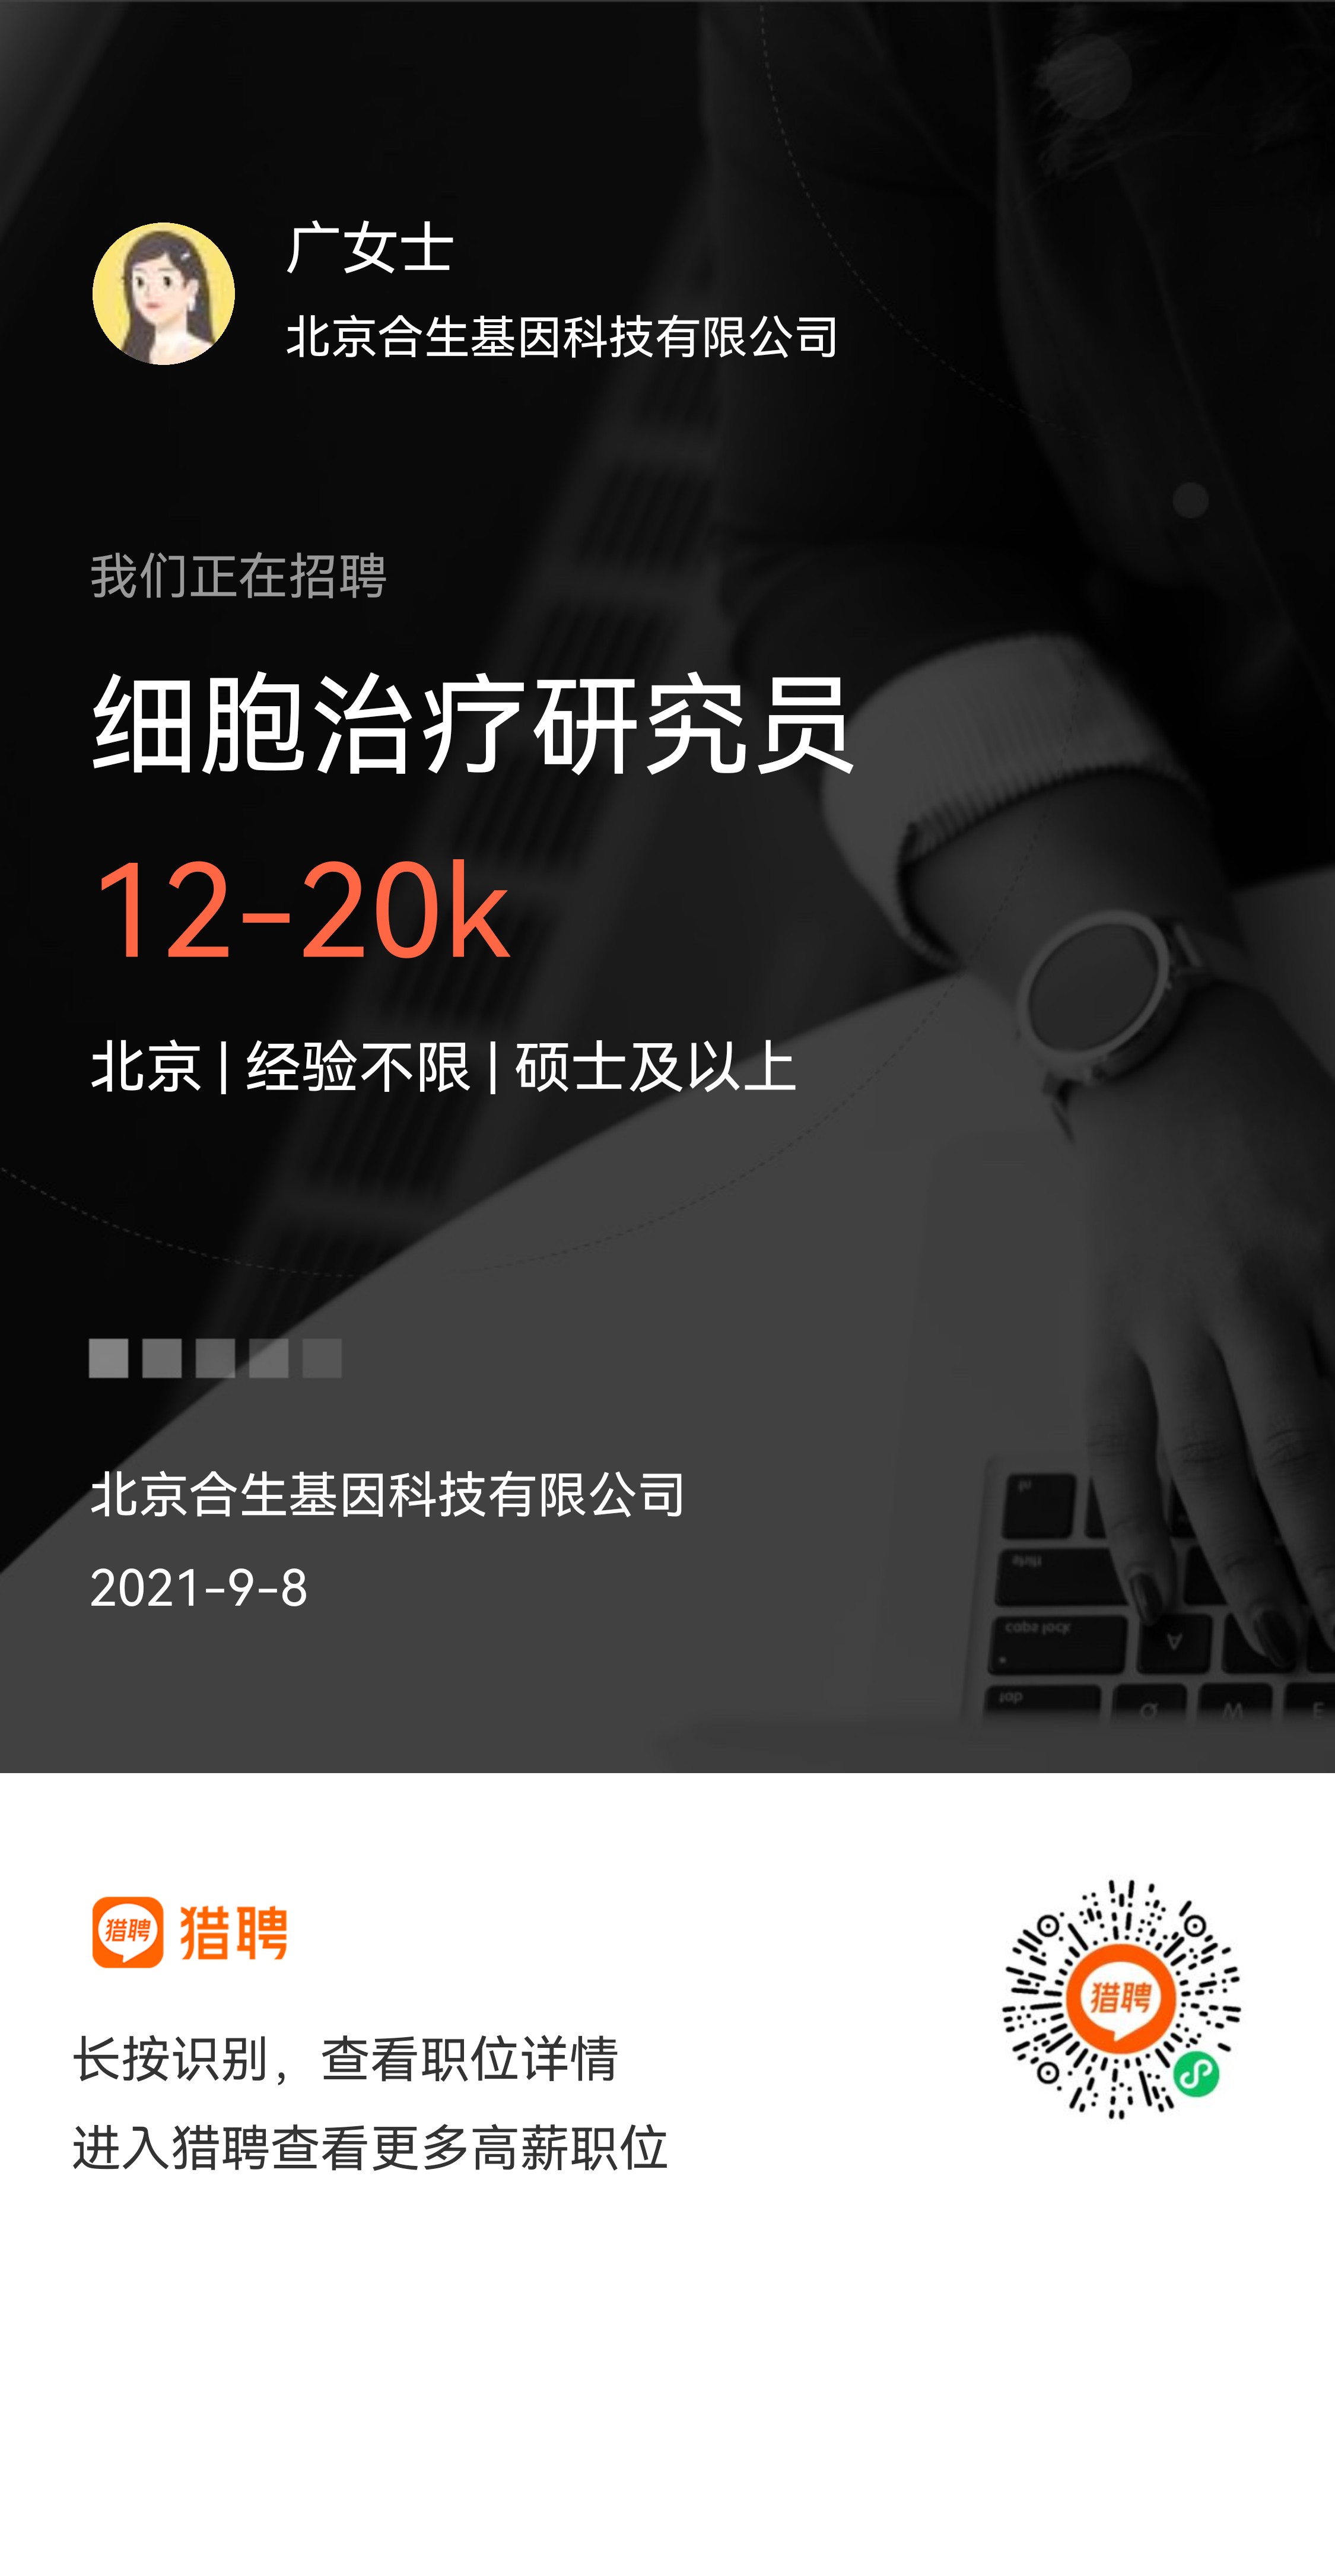 广女士
北京合生基因科技有限公司
我们正在招聘
细胞治疗研究员
12-20k
北京 | 经验不限 | 硕士及以上
北京合生基因科技有限公司
2021-9-8
caps lock
A
tab
Q W E
猎聘 猎聘
猎聘
长按识别，查看职位详情
进入猎聘查看更多高薪职位